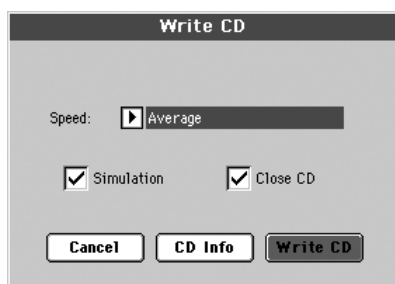 Write CD
Speed: Average
Simulation Close CD
Cancel CD Info Write CD